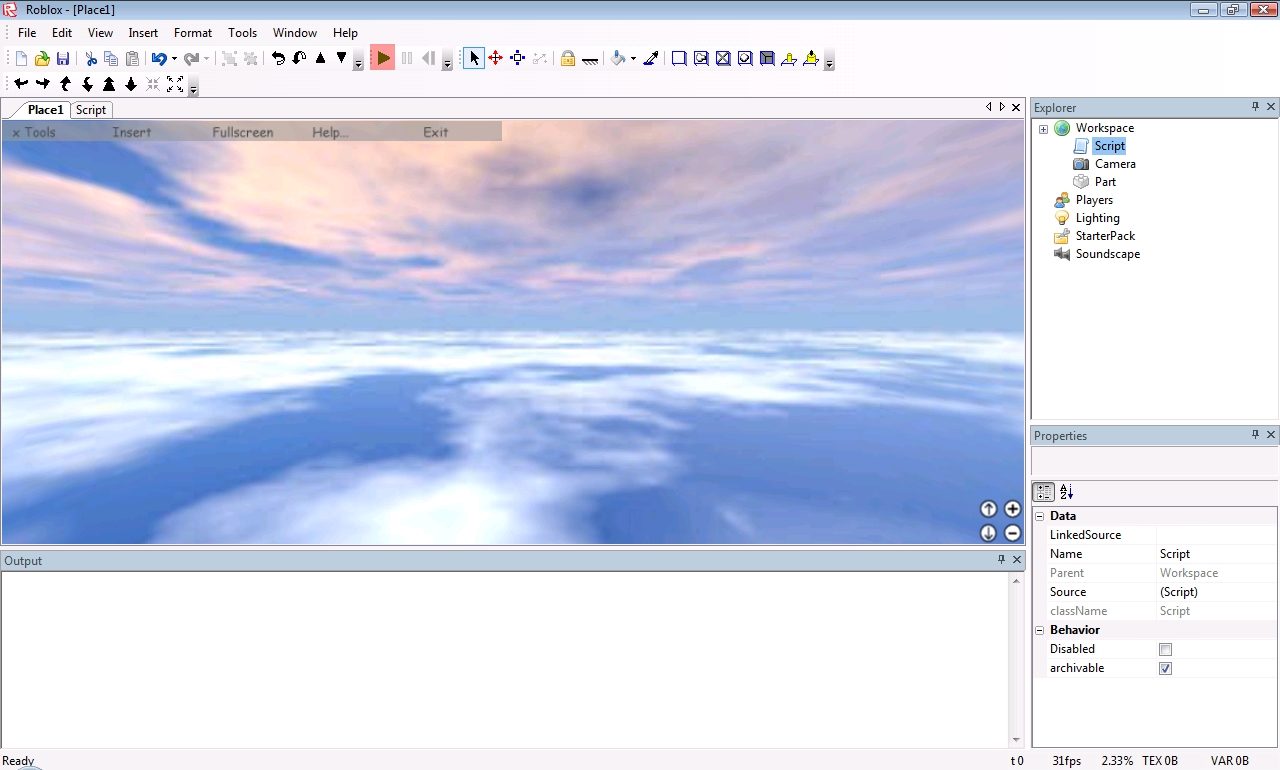 Roblox - [Place1]
File Edit View Insert Format Tools Window Help
Place1 Script
x Tools Insert Fullscreen Help... Exit
Explorer
Workspace
Script
Camera
Part
Players
Lighting
StarterPack
Soundscape
Properties
Data
LinkedSource
Name Script
Parent Workspace
Source (Script)
className Script
Behavior
Disabled
archivable
Output
Ready t 0 31fps 2.33% TEX 0B VAR 0B